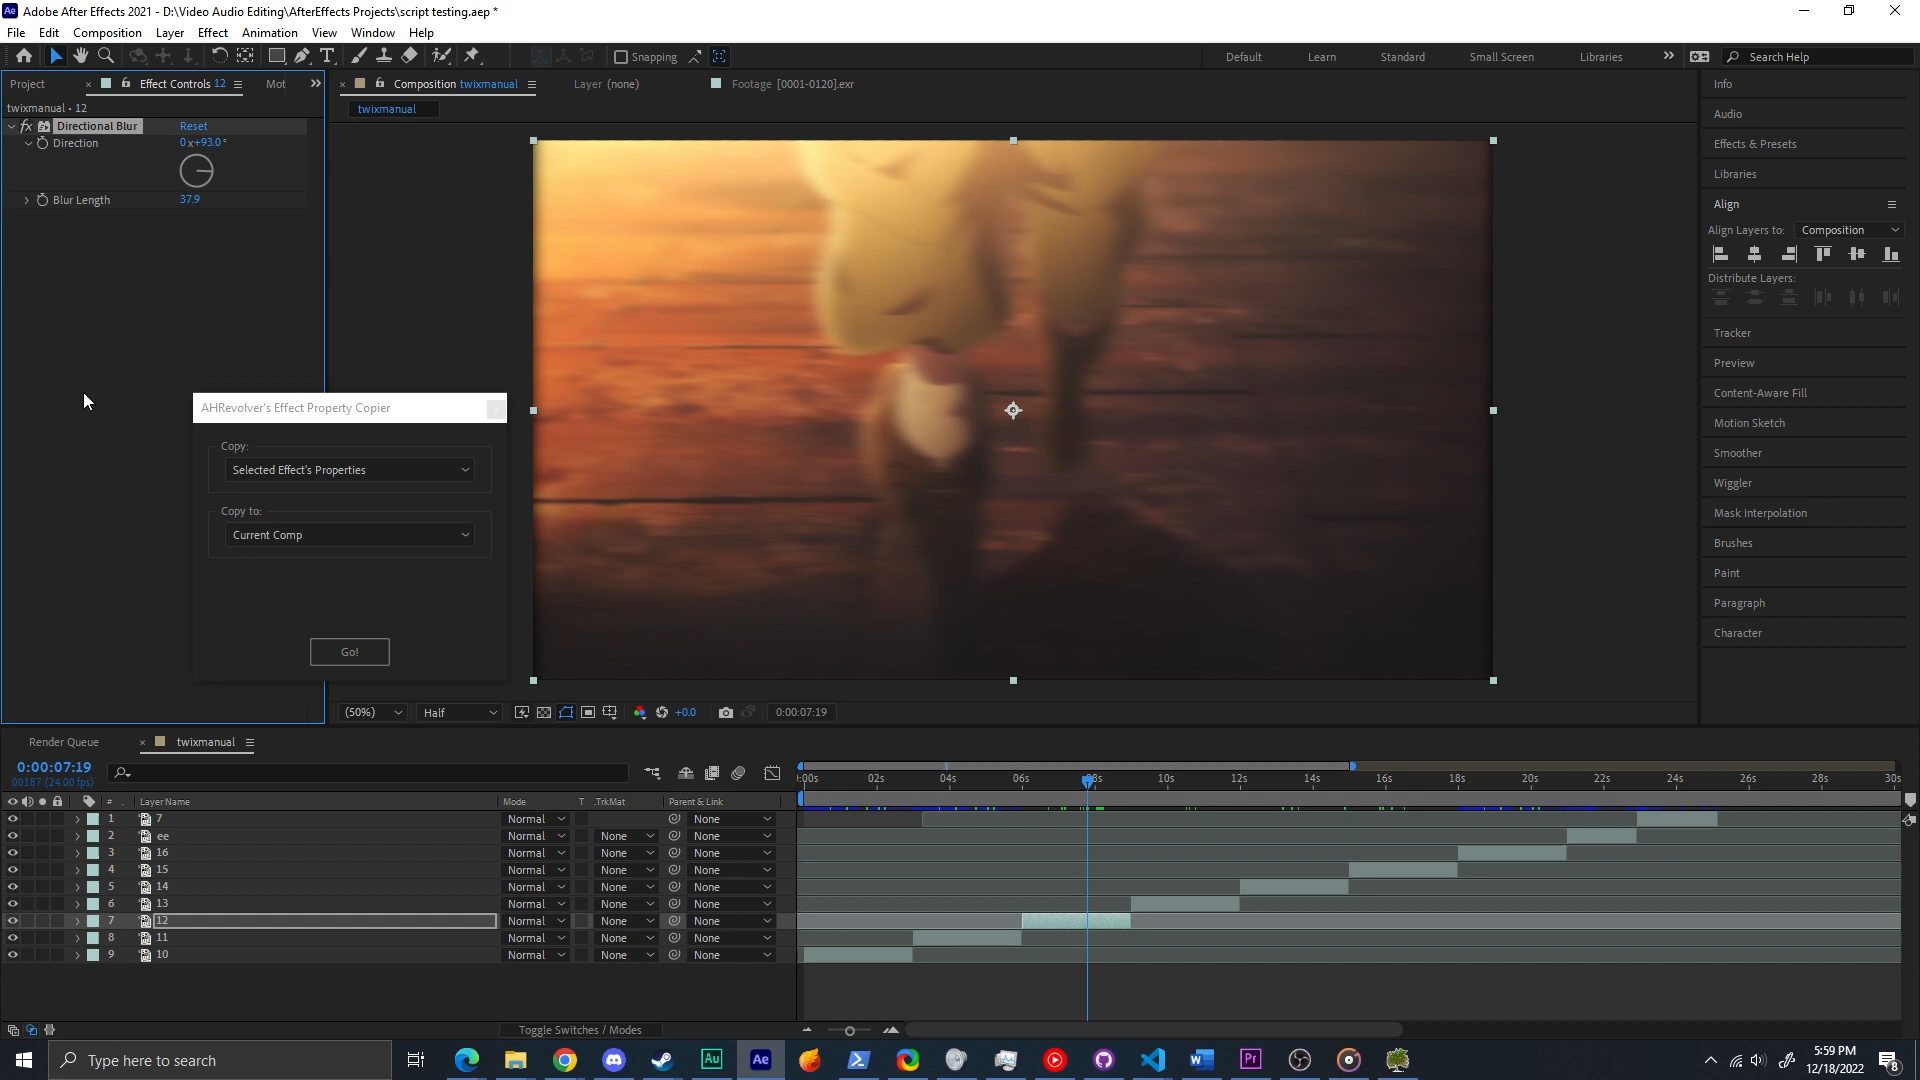 Adobe After Effects 2021 - D:\Video Audio Editing\AfterEffects Projects\script testing.aep *
File Edit Composition Layer Effect Animation View Window Help
Snapping Default Learn Standard Small Screen Libraries Search Help
Project Effect Controls 12 Mot Composition twixmanual Layer (none) Footage [0001-0120].exr
twixmanual • 12
twixmanual
fx Directional Blur Reset
Direction 0x+93.0°
Blur Length 37.9
AHRevolver's Effect Property Copier
Copy:
Selected Effect's Properties
Copy to:
Current Comp
Go!
(50%) Half +0.0 0:00:07:19
Info
Audio
Effects & Presets
Libraries
Align
Align Layers to: Composition
Distribute Layers:
Tracker
Preview
Content-Aware Fill
Motion Sketch
Smoother
Wiggler
Mask Interpolation
Brushes
Paint
Paragraph
Character
Render Queue twixmanual
0:00:07:19
00187 (24.00 fps)
:00s 02s 04s 06s 08s 10s 12s 14s 16s 18s 20s 22s 24s 26s 28s 30s
# Layer Name Mode T .TrkMat Parent & Link
1 7 Normal None
2 ee Normal None None
3 16 Normal None None
4 15 Normal None None
5 14 Normal None None
6 13 Normal None None
7 12 Normal None None
8 11 Normal None None
9 10 Normal None None
Toggle Switches / Modes
Type here to search
Au Ae Pr
5:59 PM
12/18/2022
8